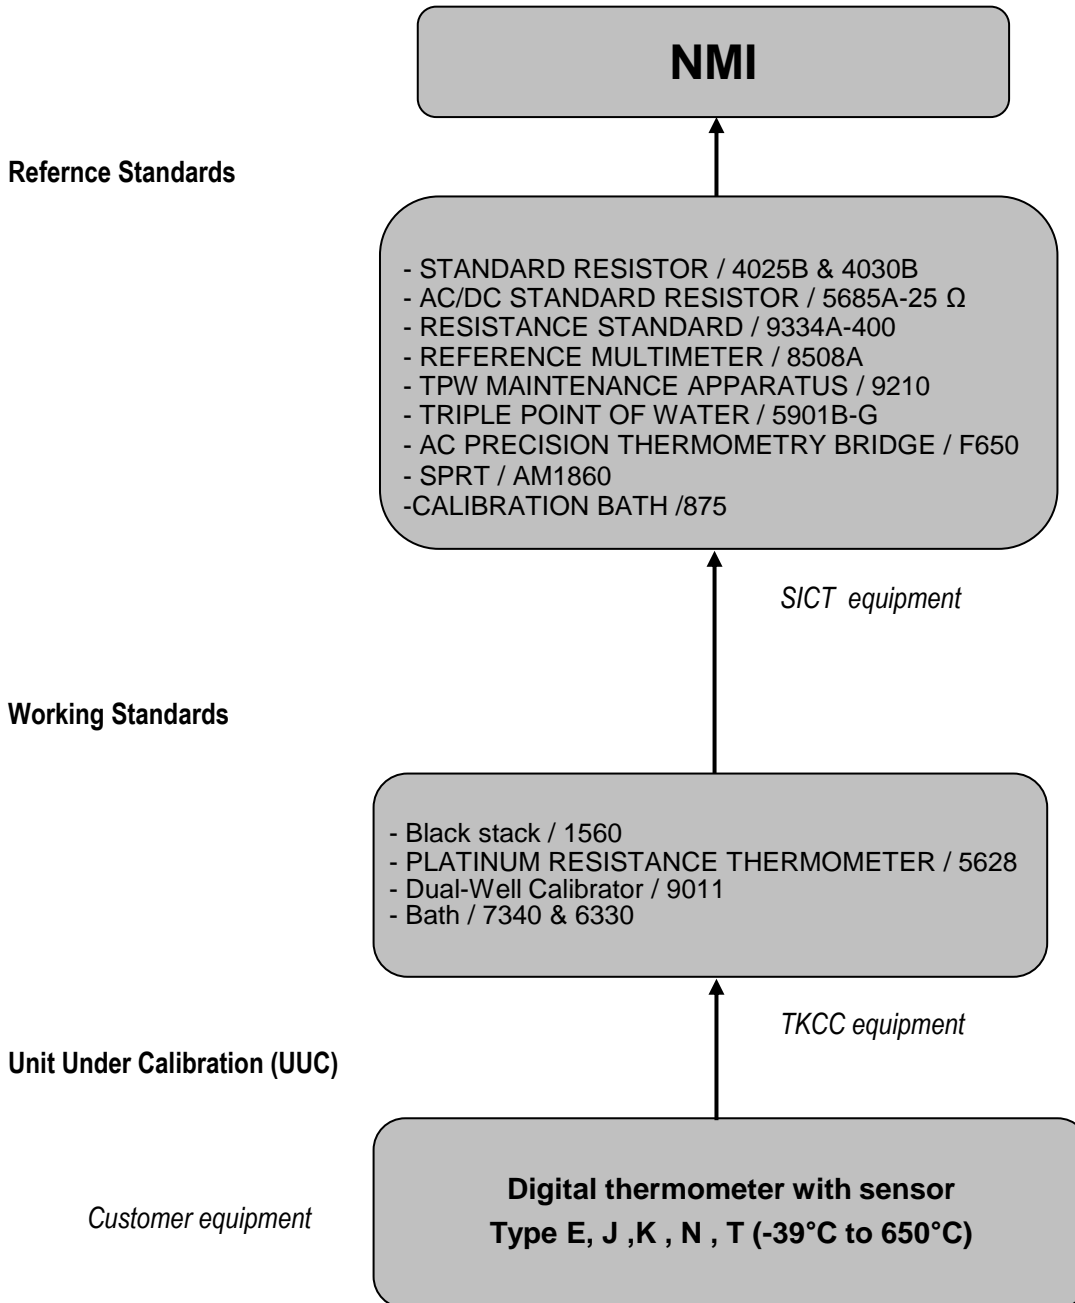 NMI
Refernce Standards
- STANDARD RESISTOR / 4025B & 4030B
- AC/DC STANDARD RESISTOR / 5685A-25 Ω
- RESISTANCE STANDARD / 9334A-400
- REFERENCE MULTIMETER / 8508A
- TPW MAINTENANCE APPARATUS / 9210
- TRIPLE POINT OF WATER / 5901B-G
- AC PRECISION THERMOMETRY BRIDGE / F650
- SPRT / AM1860
-CALIBRATION BATH /875
SICT equipment
Working Standards
- Black stack / 1560
- PLATINUM RESISTANCE THERMOMETER / 5628
- Dual-Well Calibrator / 9011
- Bath / 7340 & 6330
TKCC equipment
Unit Under Calibration (UUC)
Digital thermometer with sensor
Customer equipment
Type E, J ,K , N , T (-39°C to 650°C)